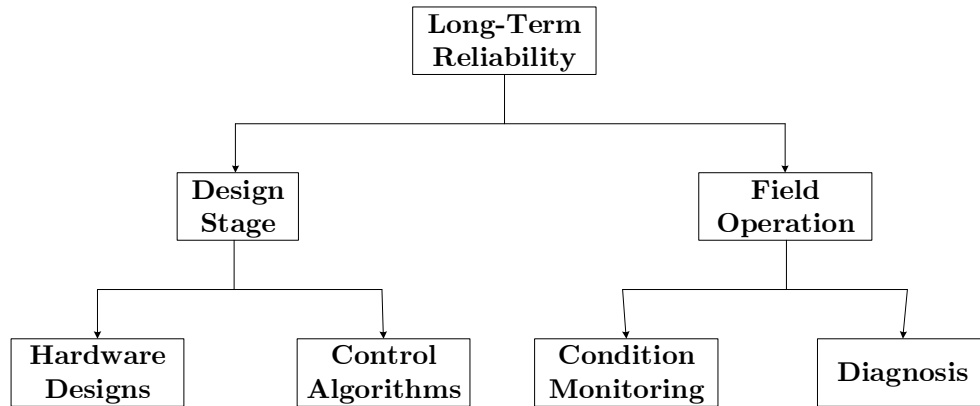 Long-Term
Reliability
Design
Stage
Field
Operation
Hardware
Designs
Control
Algorithms
Condition
Monitoring
Diagnosis